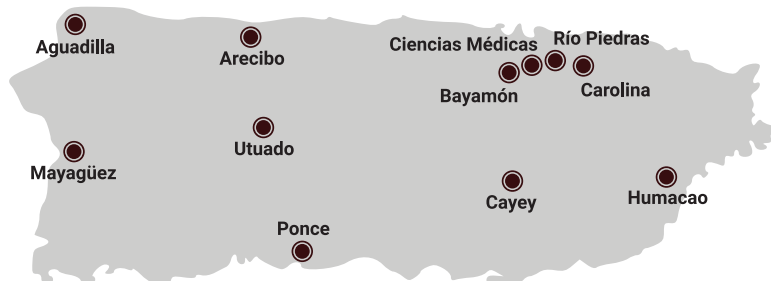 Aguadilla
Arecibo
Ciencias Médicas
Río Piedras
Bayamón
Carolina
Utuado
Mayagüez
Cayey
Humacao
Ponce